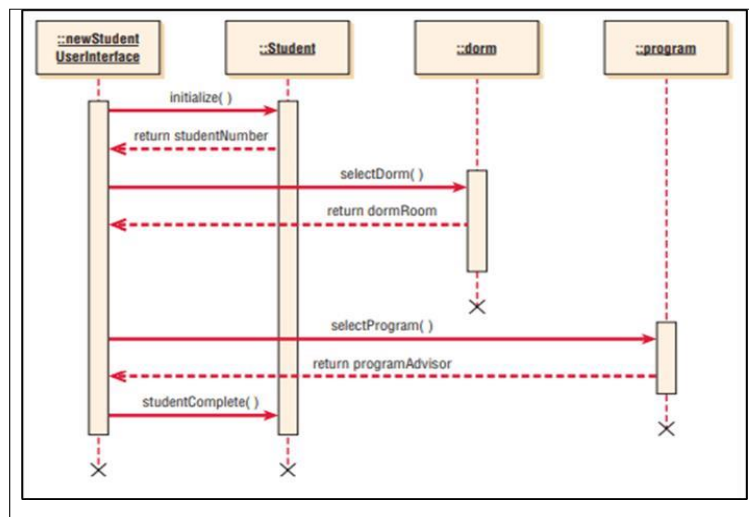 ::newStudent
UserInterface
::Student
::dorm
::program
initialize( )
return studentNumber
selectDorm( )
return dormRoom
selectProgram( )
return programAdvisor
studentComplete( )